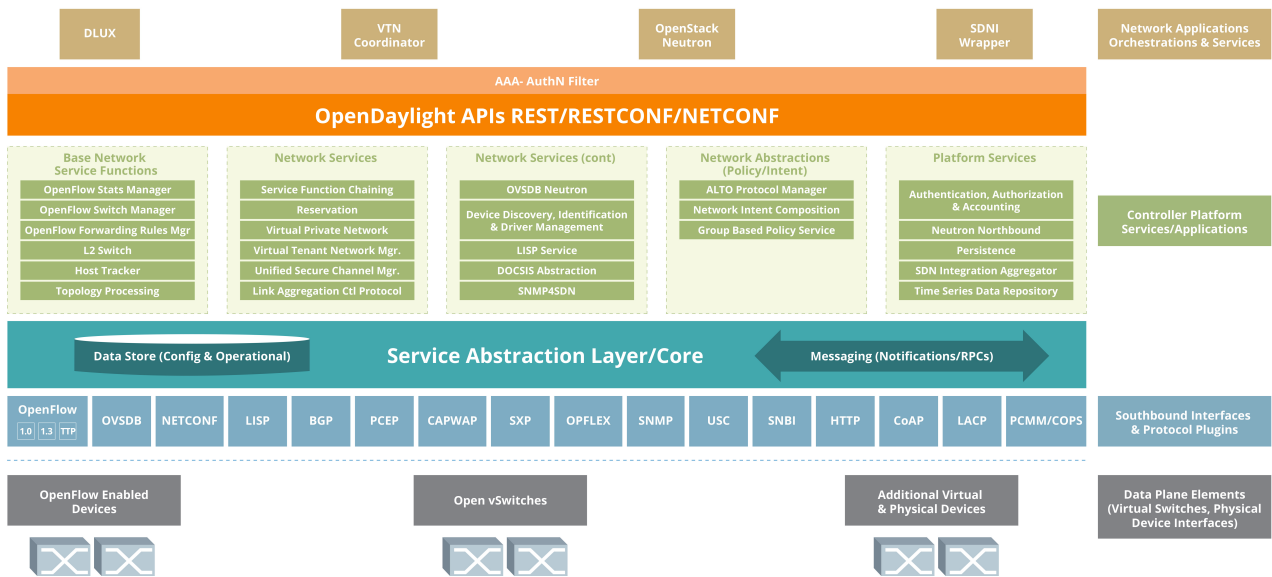 DLUX
VTN
Coordinator
OpenStack
Neutron
SDNI
Wrapper
Network Applications
Orchestrations & Services
AAA- AuthN Filter
OpenDaylight APIs REST/RESTCONF/NETCONF
Base Network
Service Functions
OpenFlow Stats Manager
OpenFlow Switch Manager
OpenFlow Forwarding Rules Mgr
L2 Switch
Host Tracker
Topology Processing
Network Services
Service Function Chaining
Reservation
Virtual Private Network
Virtual Tenant Network Mgr.
Unified Secure Channel Mgr.
Link Aggregation Ctl Protocol
Network Services (cont)
OVSDB Neutron
Device Discovery, Identification
& Driver Management
LISP Service
DOCSIS Abstraction
SNMP4SDN
Network Abstractions
(Policy/Intent)
ALTO Protocol Manager
Network Intent Composition
Group Based Policy Service
Platform Services
Authentication, Authorization
& Accounting
Neutron Northbound
Persistence
SDN Integration Aggregator
Time Series Data Repository
Controller Platform
Services/Applications
Data Store (Config & Operational)
Service Abstraction Layer/Core
Messaging (Notifications/RPCs)
OpenFlow
1.0 1.3 TTP
OVSDB
NETCONF
LISP
BGP
PCEP
CAPWAP
SXP
OPFLEX
SNMP
USC
SNBI
HTTP
CoAP
LACP
PCMM/COPS
Southbound Interfaces
& Protocol Plugins
OpenFlow Enabled
Devices
Open vSwitches
Additional Virtual
& Physical Devices
Data Plane Elements
(Virtual Switches, Physical
Device Interfaces)